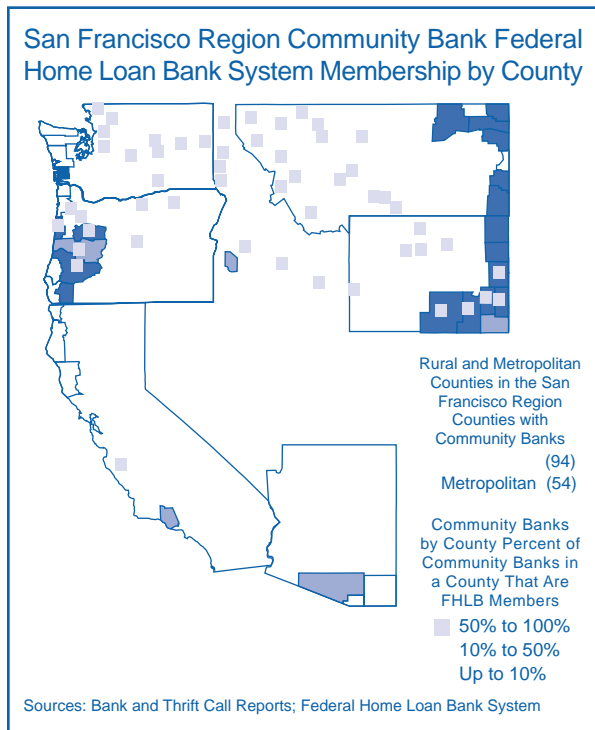 San Francisco Region Community Bank Federal
Home Loan Bank System Membership by County
Rural and Metropolitan
Counties in the San
Francisco Region
Counties with
Community Banks
(94)
Metropolitan (54)
Community Banks
by County Percent of
Community Banks in
a County That Are
FHLB Members
50% to 100%
10% to 50%
Up to 10%
Sources: Bank and Thrift Call Reports; Federal Home Loan Bank System